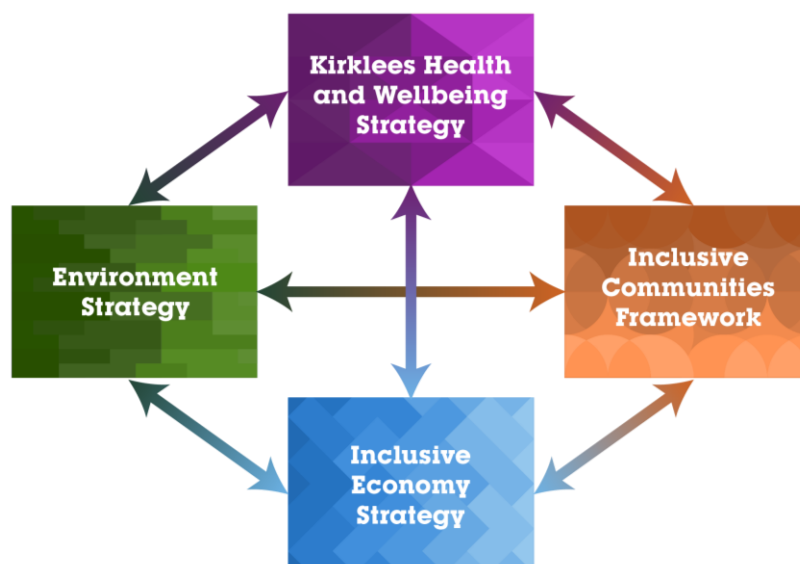 Kirklees Health
and Wellbeing
Strategy
Environment
Strategy
Inclusive
Communities
Framework
Inclusive
Economy
Strategy